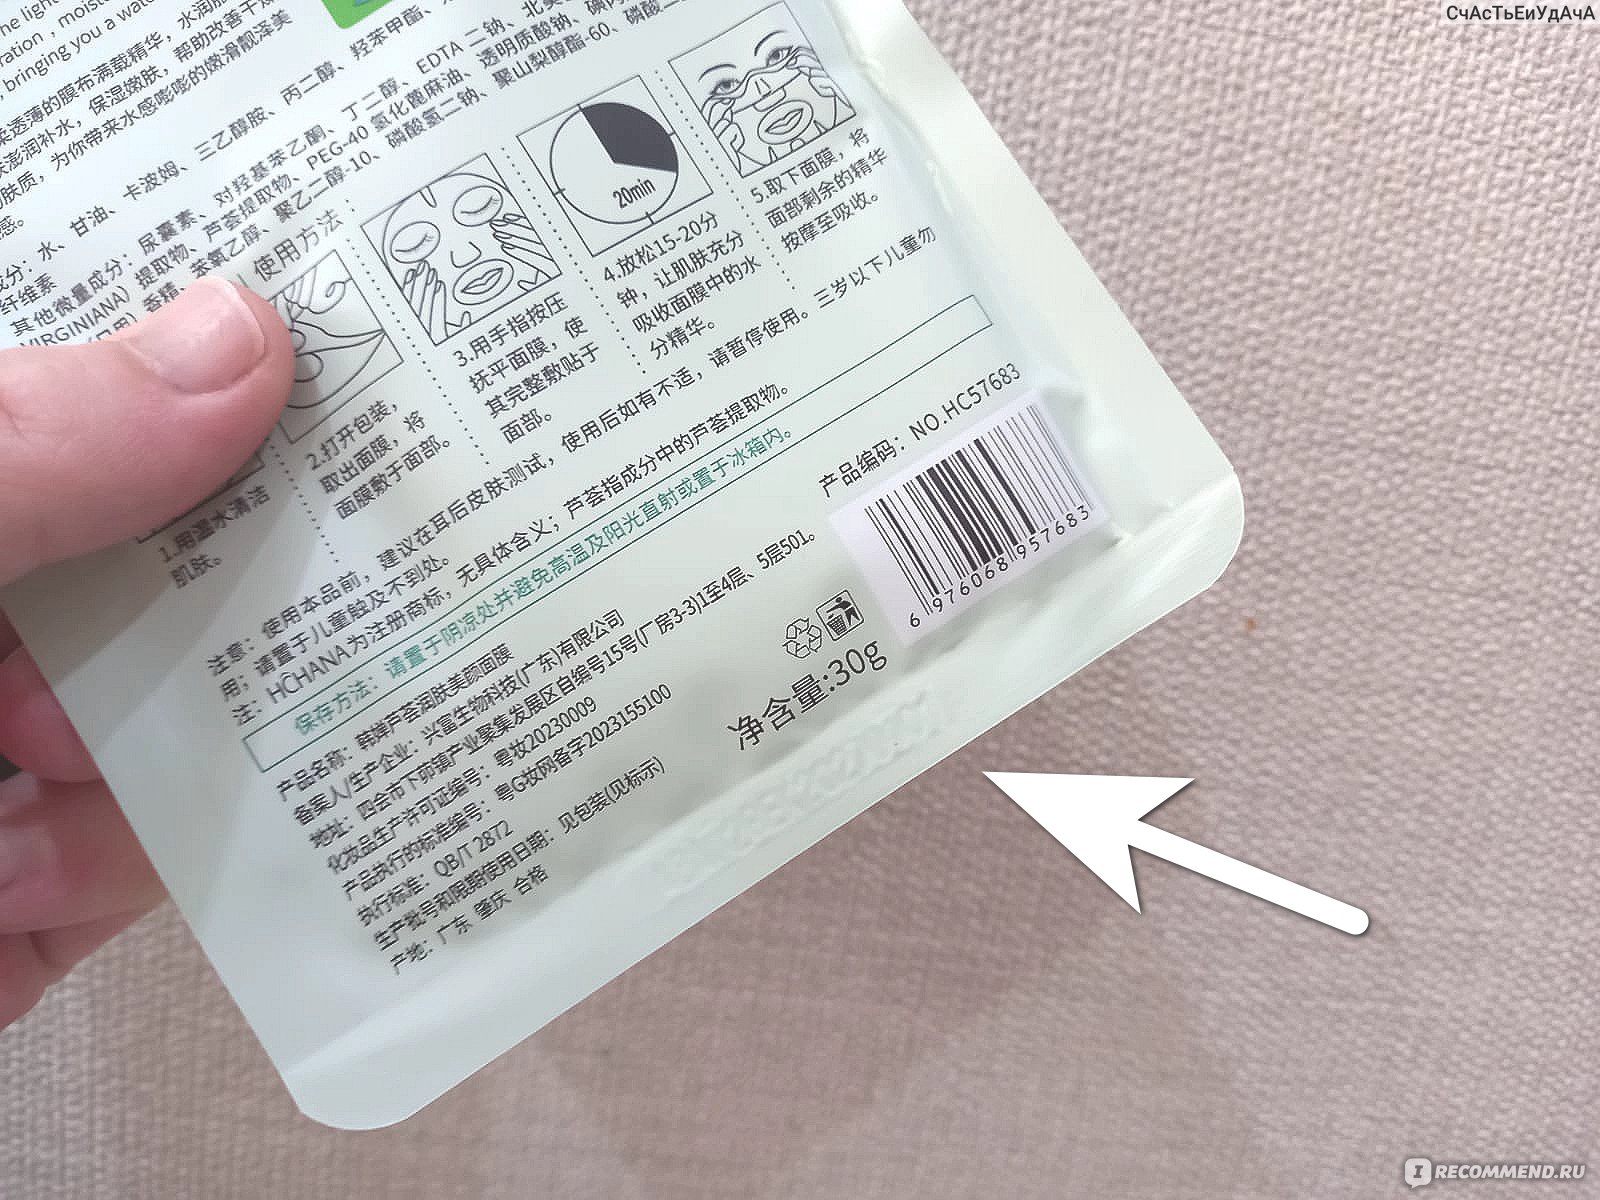 СчАсТьЕиУдАчА
he light
ration , moist
, bringing you a wat
柔透薄的膜布满载精华，水润
澎润补水，保湿嫩肤，帮助改善干燥
肤质，为你带来水感嘭嘭的嫩滑靓泽美
感。
成分：水、甘油、卡波姆、三乙醇胺、丙二醇、羟苯甲酯、
纤维素
其他微量成分：尿囊素、对羟基苯乙酮、丁二醇、EDTA 二钠、北美
VIRGINIANA）提取物、芦荟提取物、PEG-40 氢化蓖麻油、透明质酸钠、碘
香精、苯氧乙醇、聚乙二醇-10、磷酸氢二钠、聚山梨醇酯-60、磷酸二
使用方法
20min
1.用温水清洁
肌肤。
2.打开包装，
取出面膜，将
面膜敷于面部。
3.用手指按压
抚平面膜，使
其完整敷贴于
面部。
4.放松15-20分
钟，让肌肤充分
吸收面膜中的水
分精华。
5.取下面膜，将
面部剩余的精华
按摩至吸收。
注意：使用本品前，建议在耳后皮肤测试，使用后如有不适，请暂停使用。三岁以下儿童勿
用；请置于儿童触及不到处。
注：HCHANA为注册商标，无具体含义；芦荟指成分中的芦荟提取物。
保存方法：请置于阴凉处并避免高温及阳光直射或置于冰箱内。
产品名称：韩婵芦荟润肤美颜面膜
备案人/生产企业：兴富生物科技(广东)有限公司
地址：四会市下茆镇产业聚集发展区自编号15号(厂房3-3)1至4层、5层501。
化妆品生产许可证编号：粤妆20230009
产品执行的标准编号：粤G妆网备字2023155100
执行标准：QB/T 2872
生产批号和限期使用日期：见包装(见标示)
产地：广东 肇庆 合格
产品编码：NO.HC57683
6 976068 957683
净含量:30g
IRECOMMEND.RU